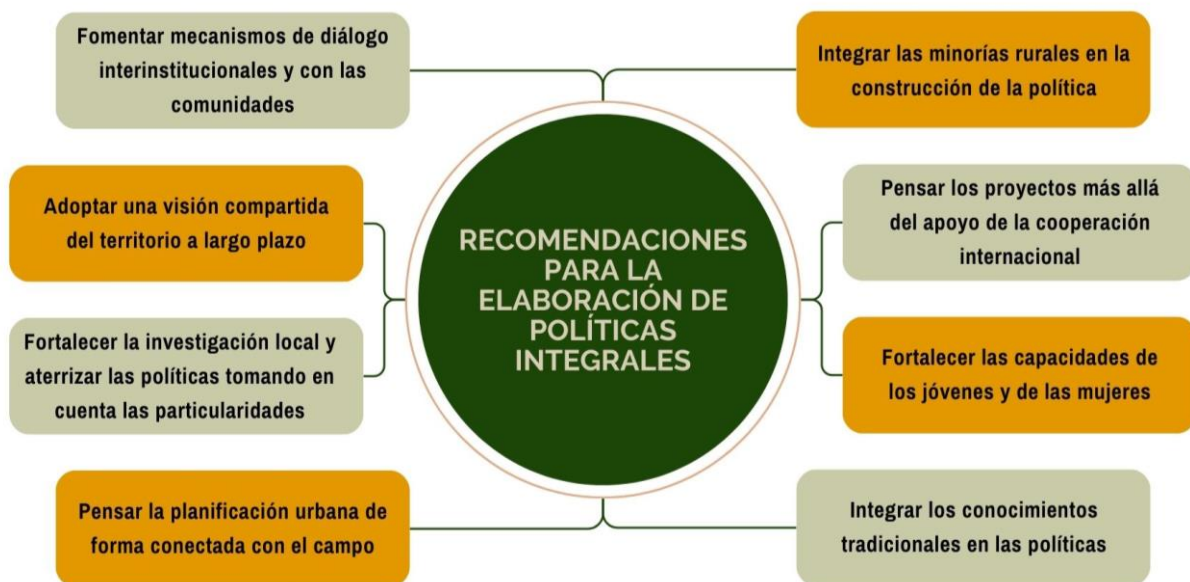 Fomentar mecanismos de diálogo
interinstitucionales y con las
comunidades
Integrar las minorías rurales en la
construcción de la política
Adoptar una visión compartida
del territorio a largo plazo
Pensar los proyectos más allá
del apoyo de la cooperación
internacional
RECOMENDACIONES
PARA LA
ELABORACIÓN DE
POLÍTICAS
INTEGRALES
Fortalecer la investigación local y
aterrizar las políticas tomando en
cuenta las particularidades
Fortalecer las capacidades de
los jóvenes y de las mujeres
Pensar la planificación urbana de
forma conectada con el campo
Integrar los conocimientos
tradicionales en las políticas